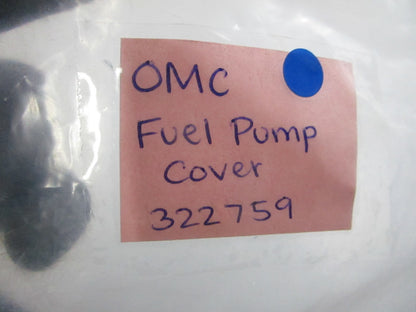 OMC
Fuel Pump
Cover
322759